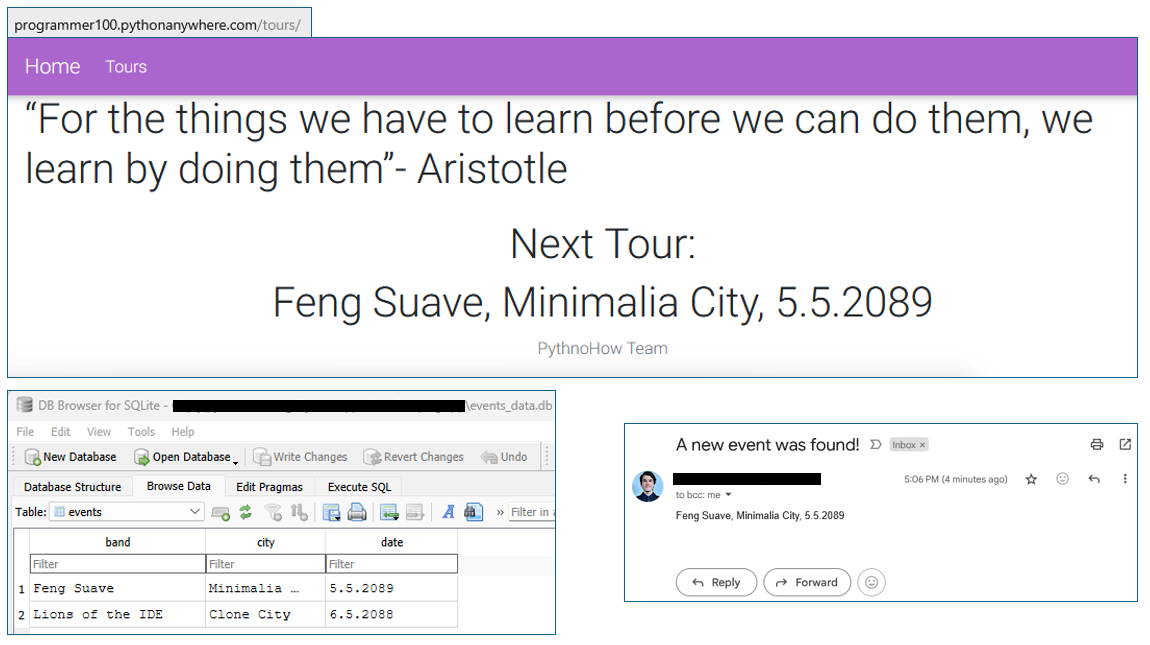 programmer100.pythonanywhere.com/tours/
Home Tours
“For the things we have to learn before we can do them, we
learn by doing them”- Aristotle
Next Tour:
Feng Suave, Minimalia City, 5.5.2089
PythnoHow Team
DB Browser for SQLite - \events_data.db
File Edit View Tools Help
New Database Open Database Write Changes Revert Changes Undo
Database Structure Browse Data Edit Pragmas Execute SQL
Table: events » Filter in a
band city date
Filter Filter Filter
1 Feng Suave Minimalia … 5.5.2089
2 Lions of the IDE Clone City 6.5.2088
A new event was found! Inbox ×
5:06 PM (4 minutes ago)
to bcc: me
Feng Suave, Minimalia City, 5.5.2089
Reply Forward